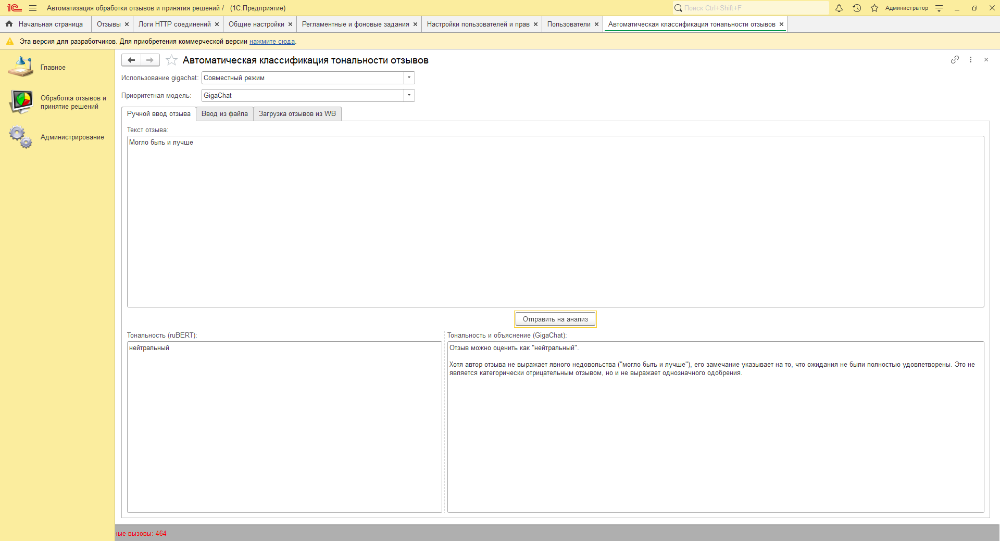 1С Автоматизация обработки отзывов и принятия решений / (1С:Предприятие) Поиск Ctrl+Shift+F Администратор
Начальная страница Отзывы Логи HTTP соединений Общие настройки Регламентные и фоновые задания Настройки пользователей и прав Пользователи Автоматическая классификация тональности отзывов
Эта версия для разработчиков. Для приобретения коммерческой версии нажмите сюда.
Главное
Обработка отзывов и
принятие решений
Администрирование
Автоматическая классификация тональности отзывов
Использование gigachat: Совместный режим
Приоритетная модель: GigaChat
Ручной ввод отзыва Ввод из файла Загрузка отзывов из WB
Текст отзыва:
Могло быть и лучше
Отправить на анализ
Тональность (ruBERT):
нейтральный
Тональность и объяснение (GigaChat):
Отзыв можно оценить как "нейтральный".
Хотя автор отзыва не выражает явного недовольства ("могло быть и лучше"), его замечание указывает на то, что ожидания не были полностью удовлетворены. Это не
является категорически отрицательным отзывом, но и не выражает однозначного одобрения.
ные вызовы: 464